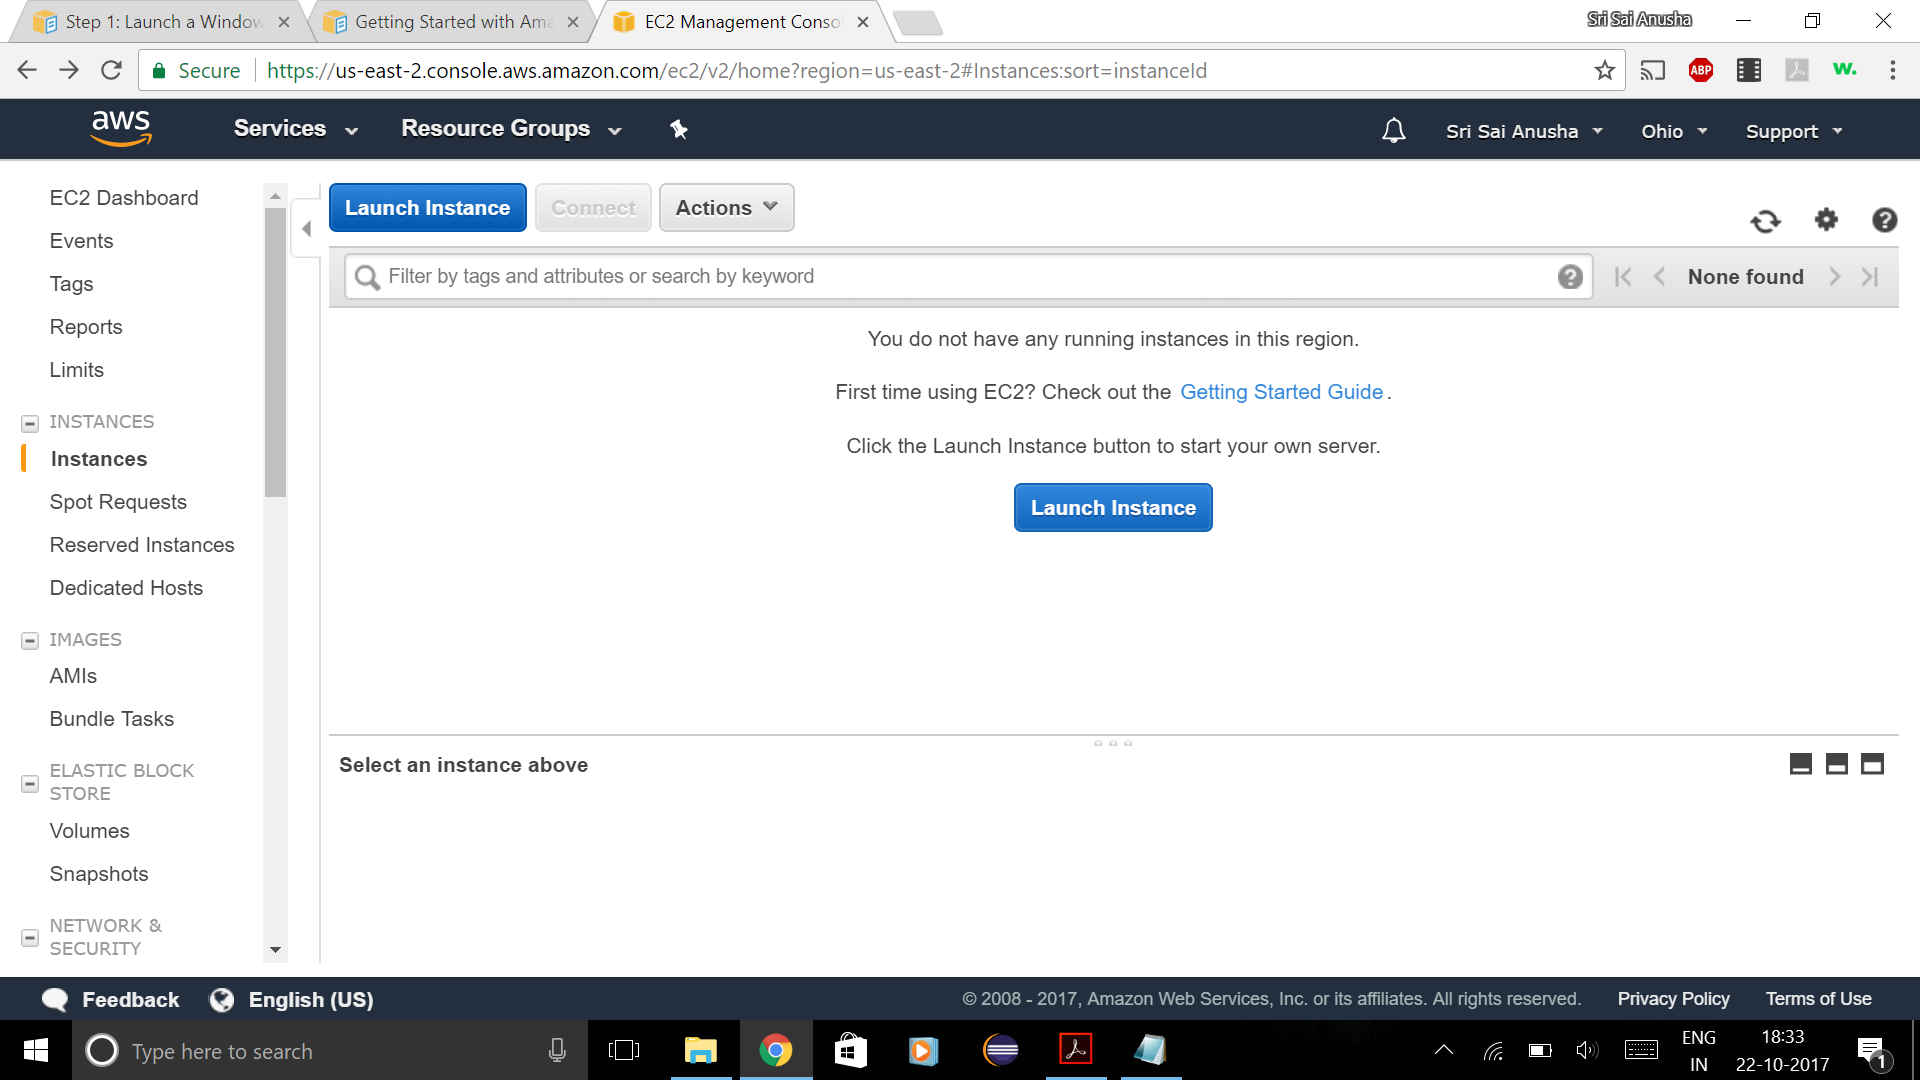 Step 1: Launch a Window
Getting Started with Ama
EC2 Management Conso
Sri Sai Anusha
Secure
https://us-east-2.console.aws.amazon.com/ec2/v2/home?region=us-east-2#Instances:sort=instanceId
ABP
w.
aws
Services
Resource Groups
Sri Sai Anusha
Ohio
Support
EC2 Dashboard
Events
Tags
Reports
Limits
INSTANCES
Instances
Spot Requests
Reserved Instances
Dedicated Hosts
IMAGES
AMIs
Bundle Tasks
ELASTIC BLOCK
STORE
Volumes
Snapshots
NETWORK &
SECURITY
Launch Instance
Connect
Actions
Filter by tags and attributes or search by keyword
None found
You do not have any running instances in this region.
First time using EC2? Check out the Getting Started Guide.
Click the Launch Instance button to start your own server.
Launch Instance
Select an instance above
Feedback
English (US)
© 2008 - 2017, Amazon Web Services, Inc. or its affiliates. All rights reserved.
Privacy Policy
Terms of Use
Type here to search
ENG
IN
18:33
22-10-2017
1